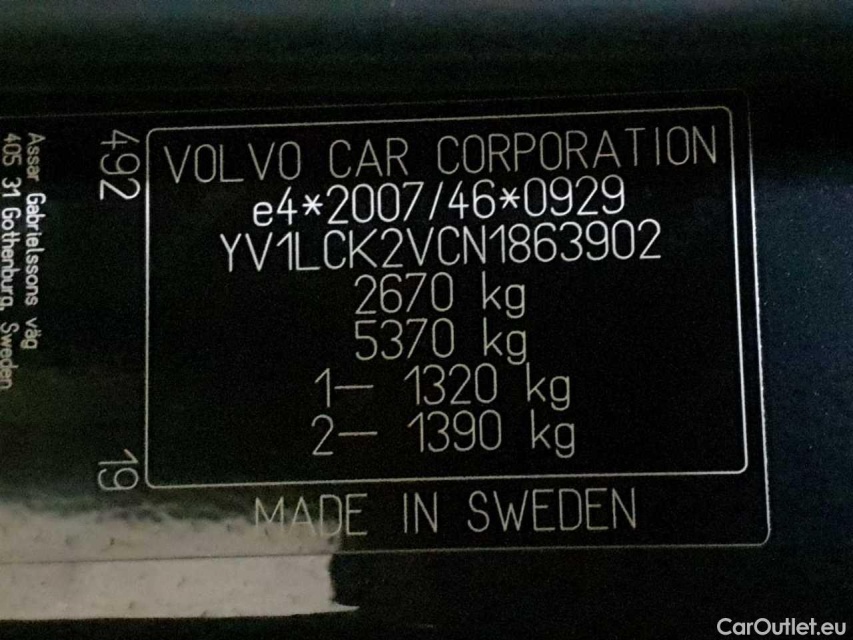 VOLVO CAR CORPORATION
e4*2007/46*0929
YV1LCK2VCN1863902
2670 kg
5370 kg
1– 1320 kg
2– 1390 kg
MADE IN SWEDEN
492
19
Assar Gabrielssons väg
405 31 Gothenburg, Sweden
CarOutlet.eu